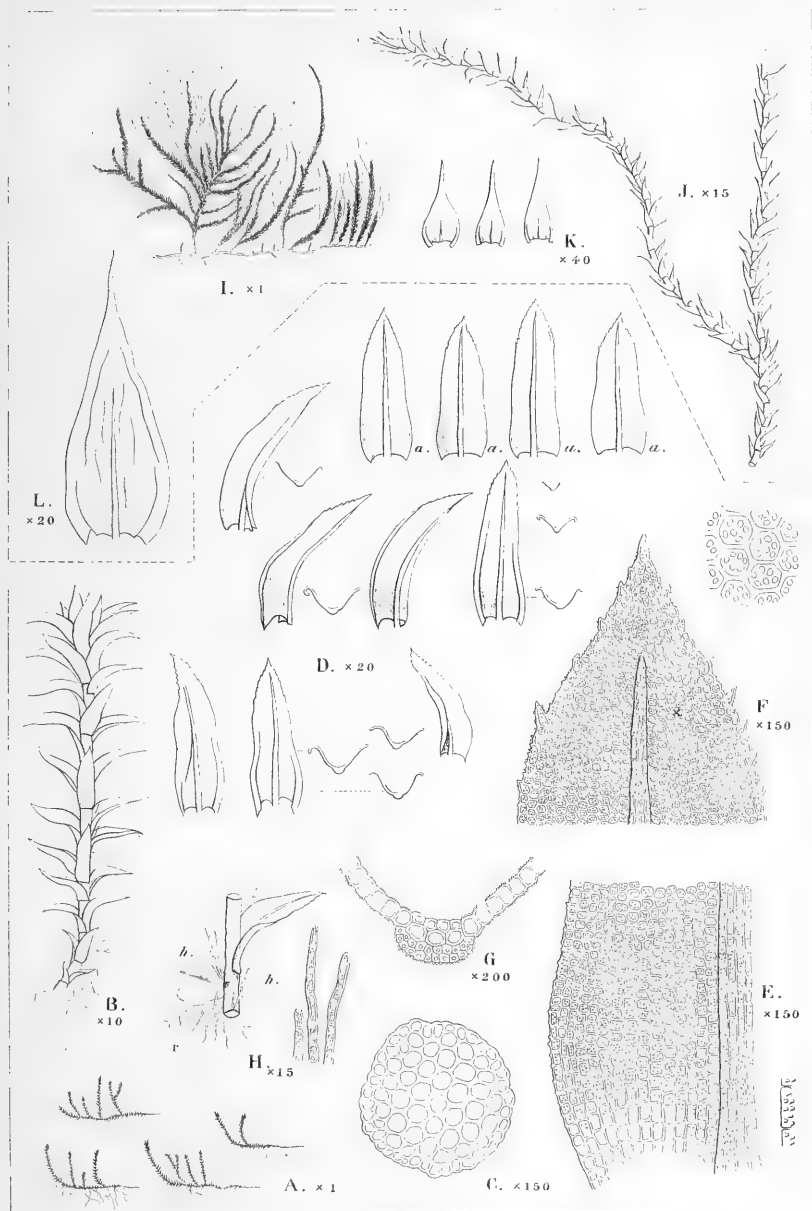 J. ×15
K.
×40
I. ×1
a.
a.
a.
a.
L.
×20
D. ×20
F
×150
×
h.
h.
G
×200
B.
×10
E.
×150
r
H.
×15
A. ×1
C. ×150